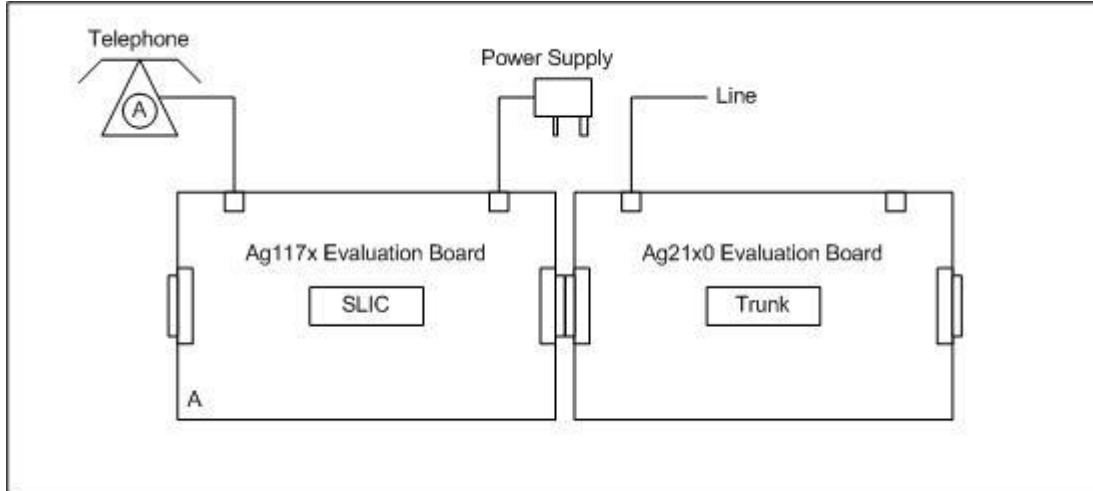 Telephone
Power Supply
A
Line
Ag117x Evaluation Board
Ag21x0 Evaluation Board
SLIC
Trunk
A